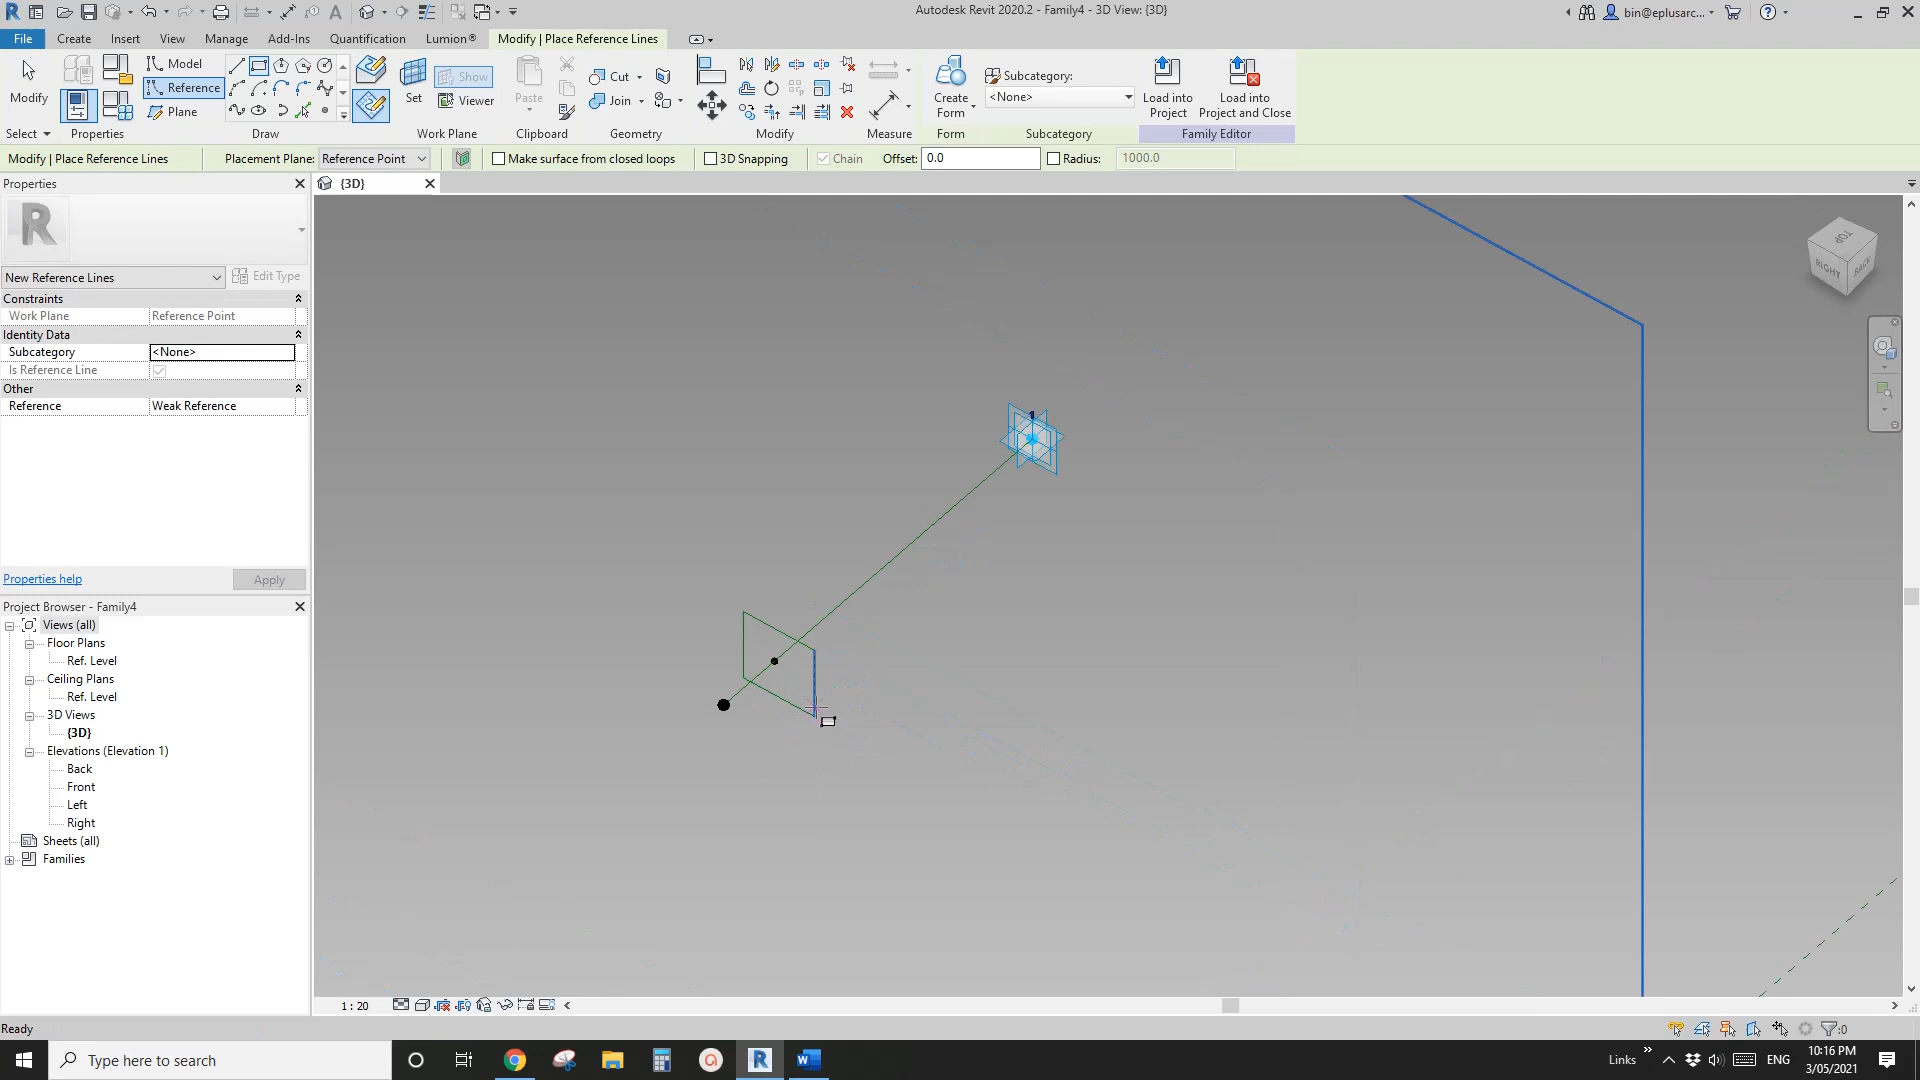 Autodesk Revit 2020.2 - Family4 - 3D View: {3D}
bin@eplusarc...
File Create Insert View Manage Add-Ins Quantification Lumion® Modify | Place Reference Lines
Modify
Model
Reference
Plane
Set
Show
Viewer
Paste
Cut
Join
Create
Form
Subcategory:
<None>
Load into
Project
Load into
Project and Close
Select Properties Draw Work Plane Clipboard Geometry Modify Measure Form Subcategory Family Editor
Modify | Place Reference Lines Placement Plane: Reference Point Make surface from closed loops 3D Snapping Chain Offset: 0.0 Radius: 1000.0
Properties
{3D}
R
New Reference Lines Edit Type
Constraints
Work Plane Reference Point
Identity Data
Subcategory <None>
Is Reference Line
Other
Reference Weak Reference
Properties help Apply
Project Browser - Family4
Views (all)
Floor Plans
Ref. Level
Ceiling Plans
Ref. Level
3D Views
{3D}
Elevations (Elevation 1)
Back
Front
Left
Right
Sheets (all)
Families
TOP
RIGHT
BACK
1
1 : 20
Ready
:0
Type here to search
Links
ENG
10:16 PM
3/05/2021